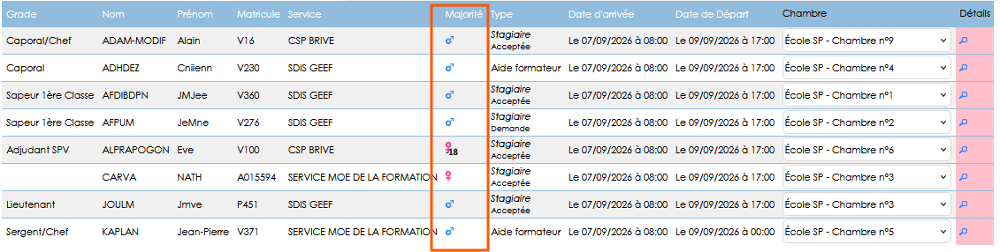 Grade Nom Prénom Matricule Service Majorité Type Date d'arrivée Date de Départ Chambre Détails
Caporal/Chef ADAM-MODIF Alain V16 CSP BRIVE Stagiaire Le 07/09/2026 à 08:00 Le 09/09/2026 à 17:00 École SP - Chambre n°9
Acceptée
Caporal ADHDEZ Cniienn V230 SDIS GEEF Aide formateur Le 07/09/2026 à 08:00 Le 09/09/2026 à 17:00 École SP - Chambre n°4
Sapeur 1ère Classe AFDIBDPN JMJee V360 SDIS GEEF Stagiaire Le 07/09/2026 à 08:00 Le 09/09/2026 à 17:00 École SP - Chambre n°1
Acceptée
Sapeur 1ère Classe AFPUM JeMne V276 SDIS GEEF Stagiaire Le 07/09/2026 à 08:00 Le 09/09/2026 à 17:00 École SP - Chambre n°2
Demande
Adjudant SPV ALPRAPOGON Eve V100 CSP BRIVE 18 Stagiaire Le 07/09/2026 à 08:00 Le 09/09/2026 à 17:00 École SP - Chambre n°6
Acceptée
CARVA NATH A015594 SERVICE MOE DE LA FORMATION Stagiaire Le 07/09/2026 à 08:00 Le 09/09/2026 à 17:00 École SP - Chambre n°3
Acceptée
Lieutenant JOULM Jmve P451 SDIS GEEF Stagiaire Le 07/09/2026 à 08:00 Le 09/09/2026 à 17:00 École SP - Chambre n°3
Acceptée
Sergent/Chef KAPLAN Jean-Pierre V371 SERVICE MOE DE LA FORMATION Aide formateur Le 07/09/2026 à 08:00 Le 09/09/2026 à 00:00 École SP - Chambre n°5